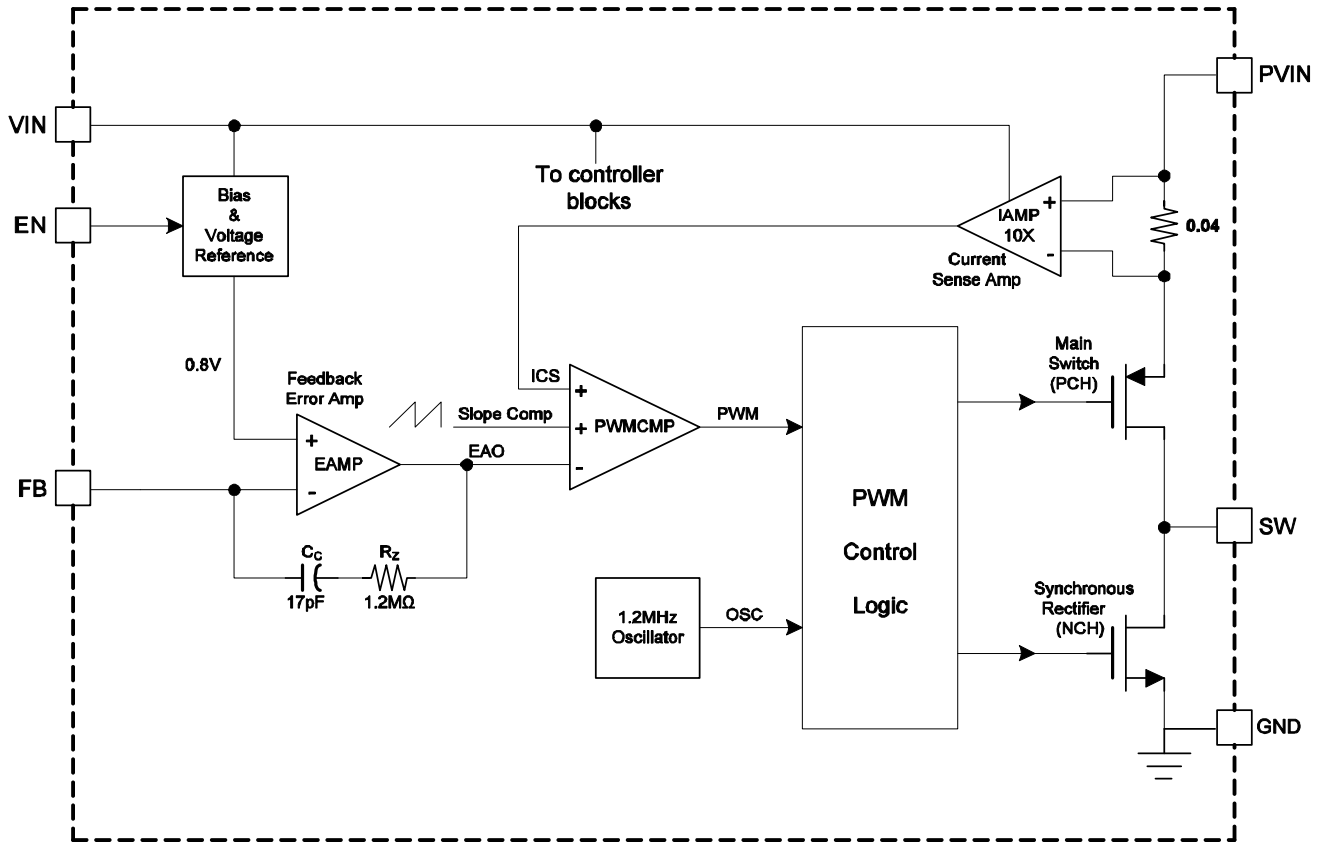 PVIN
VIN
To controller
blocks
Bias
&
Voltage
Reference
EN
+
IAMP
10X
-
Current
Sense Amp
0.04
0.8V
Feedback
Error Amp
ICS
+
Slope Comp
+
PWMCMP
PWM
EAO
-
Main
Switch
(PCH)
+
EAMP
-
FB
PWM
Control
Logic
SW
CC
RZ
17pF
1.2MΩ
1.2MHz
Oscillator
OSC
Synchronous
Rectifier
(NCH)
GND